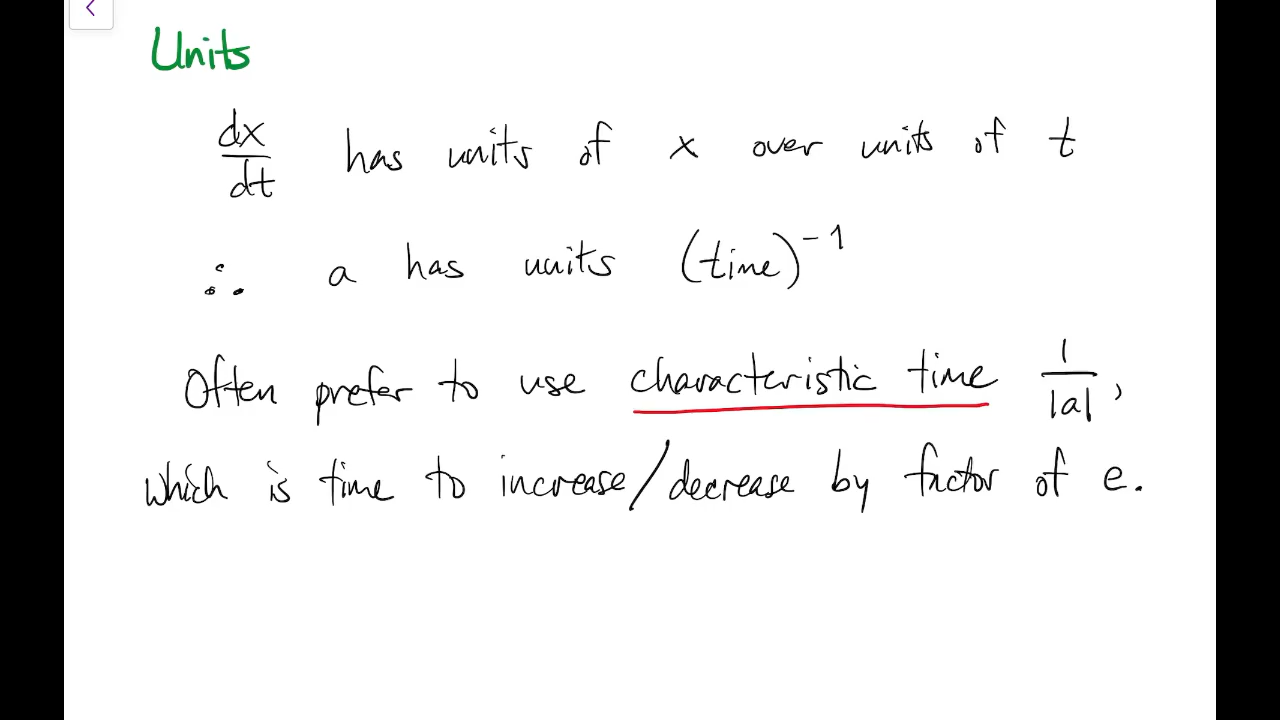 Units
dx/dt has units of x over units of t
∴ a has units (time)⁻¹
Often prefer to use characteristic time 1/|a|,
which is time to increase/decrease by factor of e.